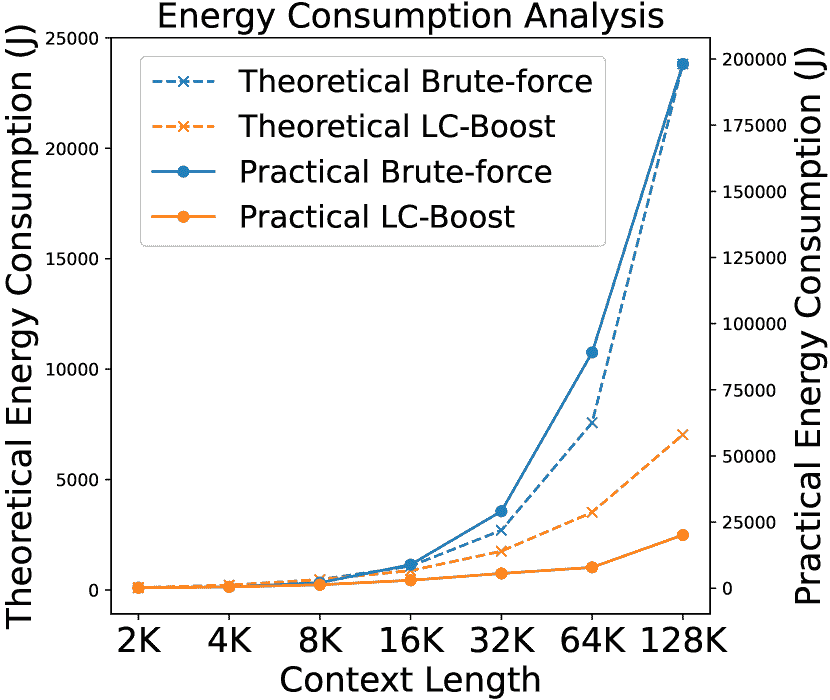 Energy Consumption Analysis
Theoretical Energy Consumption (J)
25000
20000
15000
10000
5000
0
Theoretical Brute-force
Theoretical LC-Boost
Practical Brute-force
Practical LC-Boost
200000
175000
150000
125000
100000
75000
50000
25000
0
Practical Energy Consumption (J)
2K 4K 8K 16K 32K 64K 128K
Context Length